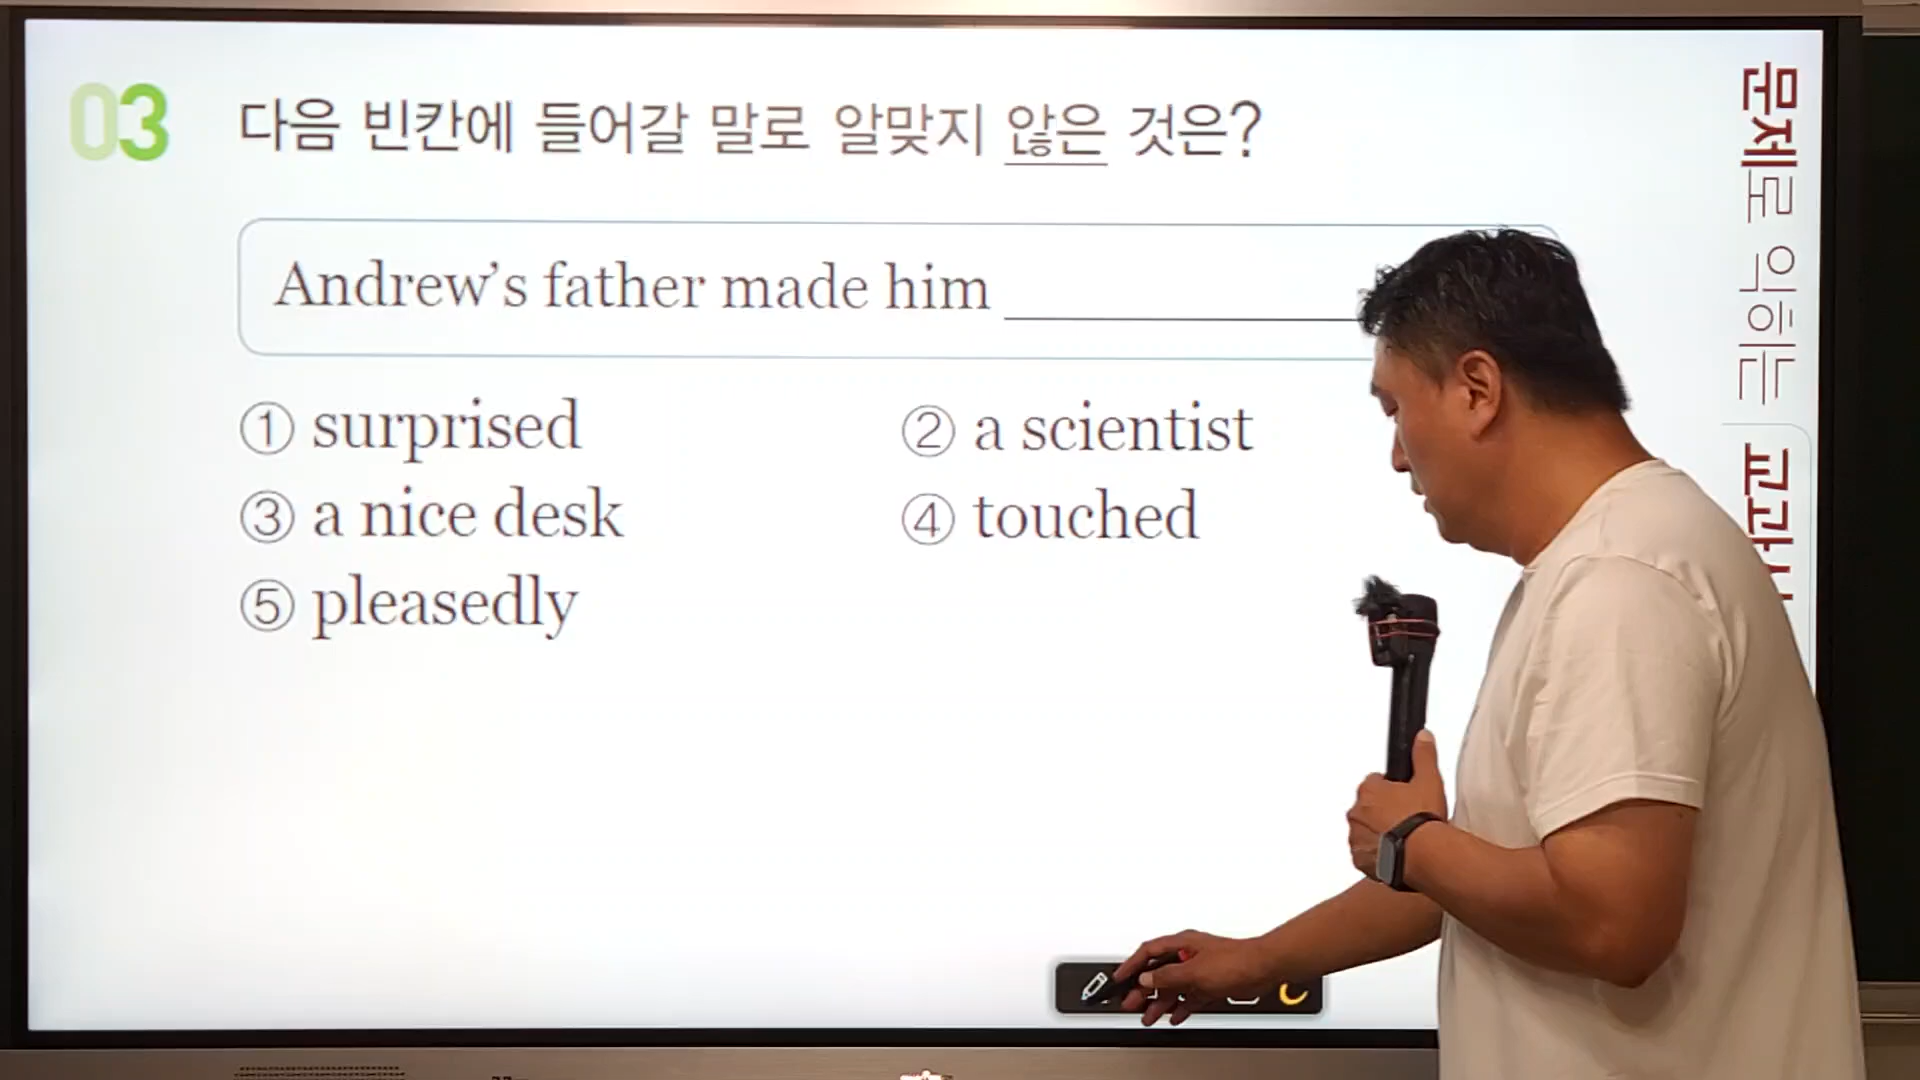 03 다음 빈칸에 들어갈 말로 알맞지 않은 것은?
Andrew's father made him
① surprised ② a scientist
③ a nice desk ④ touched
⑤ pleasedly
문제로 익히는